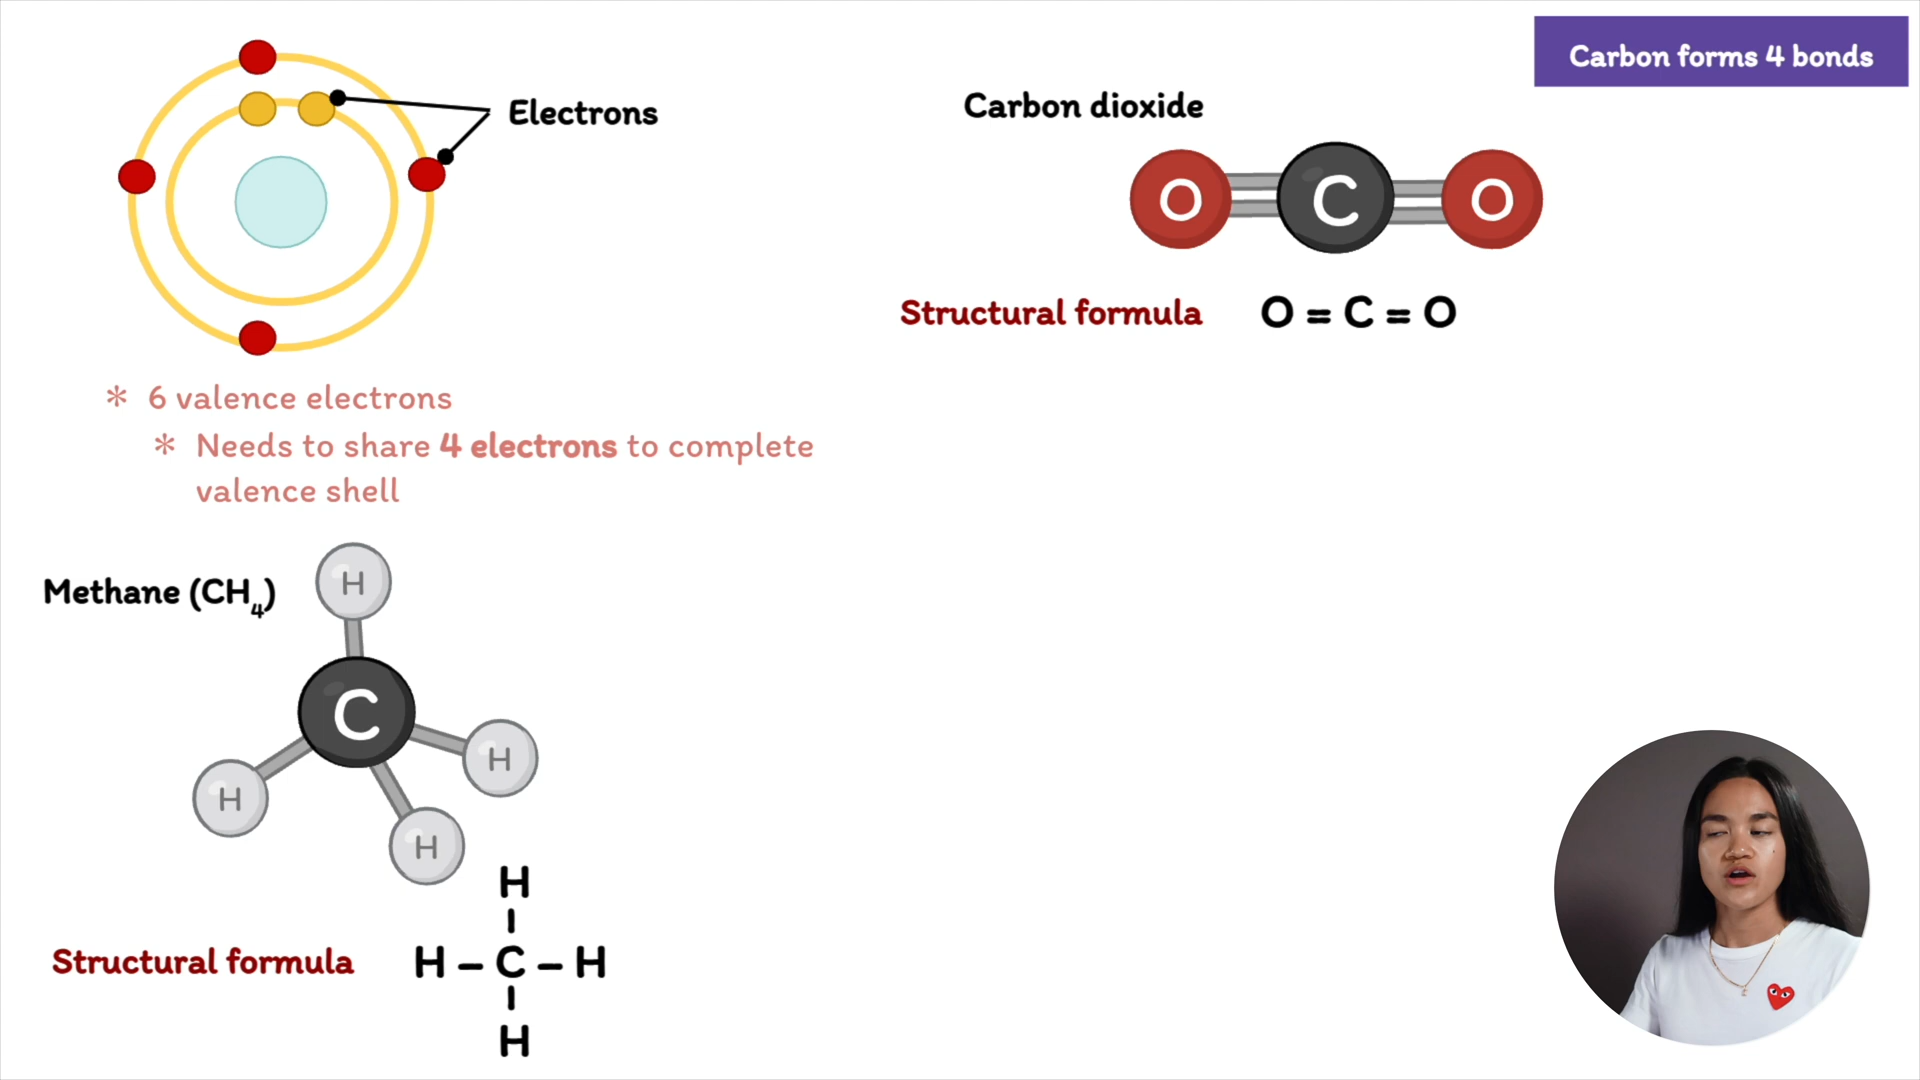 Carbon forms 4 bonds
Electrons
* 6 valence electrons
* Needs to share 4 electrons to complete
valence shell
Methane (CH₄)
H
C
H
H
H
Structural formula
H
H – C – H
H
Carbon dioxide
O C O
Structural formula
O = C = O